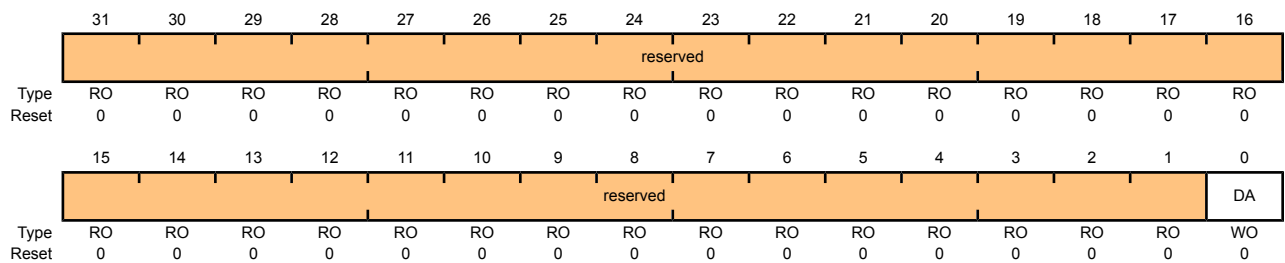 31 30 29 28 27 26 25 24 23 22 21 20 19 18 17 16
reserved
Type RO RO RO RO RO RO RO RO RO RO RO RO RO RO RO RO
Reset 0 0 0 0 0 0 0 0 0 0 0 0 0 0 0 0
15 14 13 12 11 10 9 8 7 6 5 4 3 2 1 0
reserved DA
Type RO RO RO RO RO RO RO RO RO RO RO RO RO RO RO WO
Reset 0 0 0 0 0 0 0 0 0 0 0 0 0 0 0 0